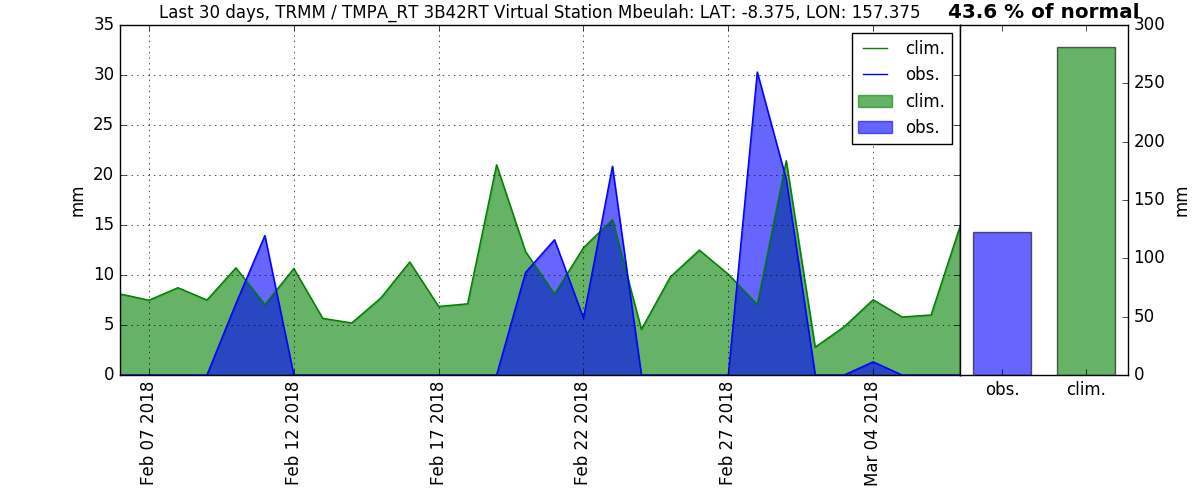 Last 30 days, TRMM / TMPA_RT 3B42RT Virtual Station Mbeulah: LAT: -8.375, LON: 157.375
43.6 % of normal
35
30
25
20
15
10
5
0
mm
clim.
obs.
clim.
obs.
Feb 07 2018
Feb 12 2018
Feb 17 2018
Feb 22 2018
Feb 27 2018
Mar 04 2018
300
250
200
150
100
50
0
mm
obs.
clim.